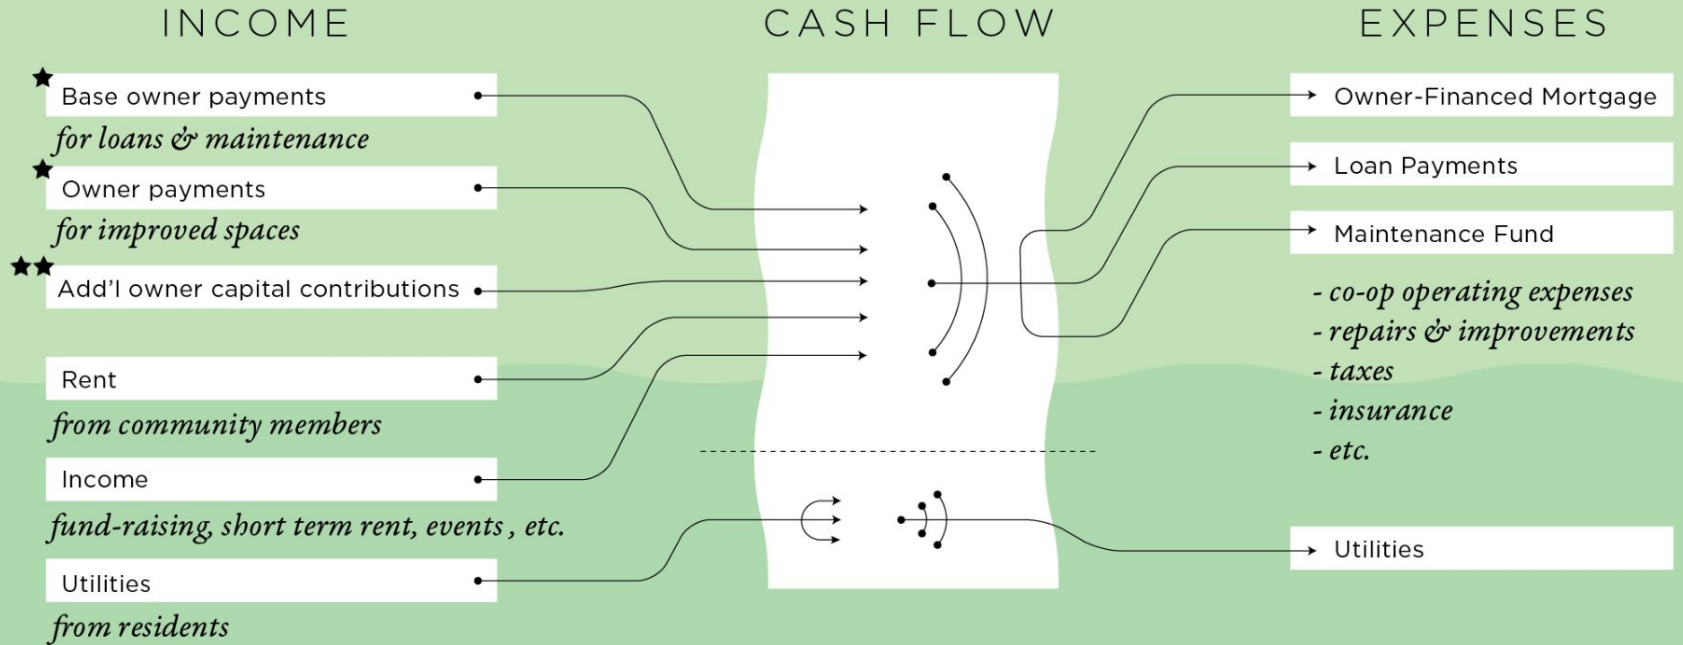 INCOME
Base owner payments
for loans & maintenance
Owner payments
for improved spaces
Add'l owner capital contributions
Rent
from community members
Income
fund-raising, short term rent, events , etc.
Utilities
from residents
CASH FLOW
EXPENSES
Owner-Financed Mortgage
Loan Payments
Maintenance Fund
- co-op operating expenses
- repairs & improvements
- taxes
- insurance
- etc.
Utilities